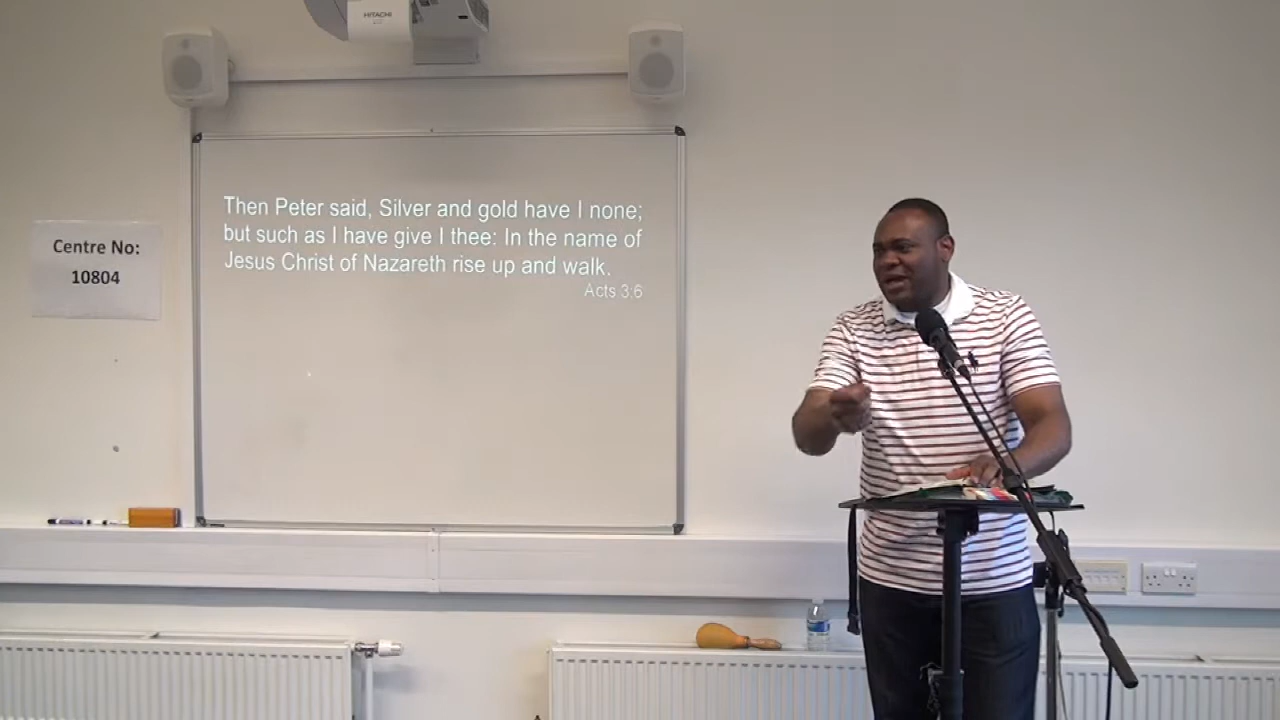 HITACHI
Then Peter said, Silver and gold have I none;
but such as I have give I thee: In the name of
Jesus Christ of Nazareth rise up and walk.
Acts 3:6
Centre No:
10804